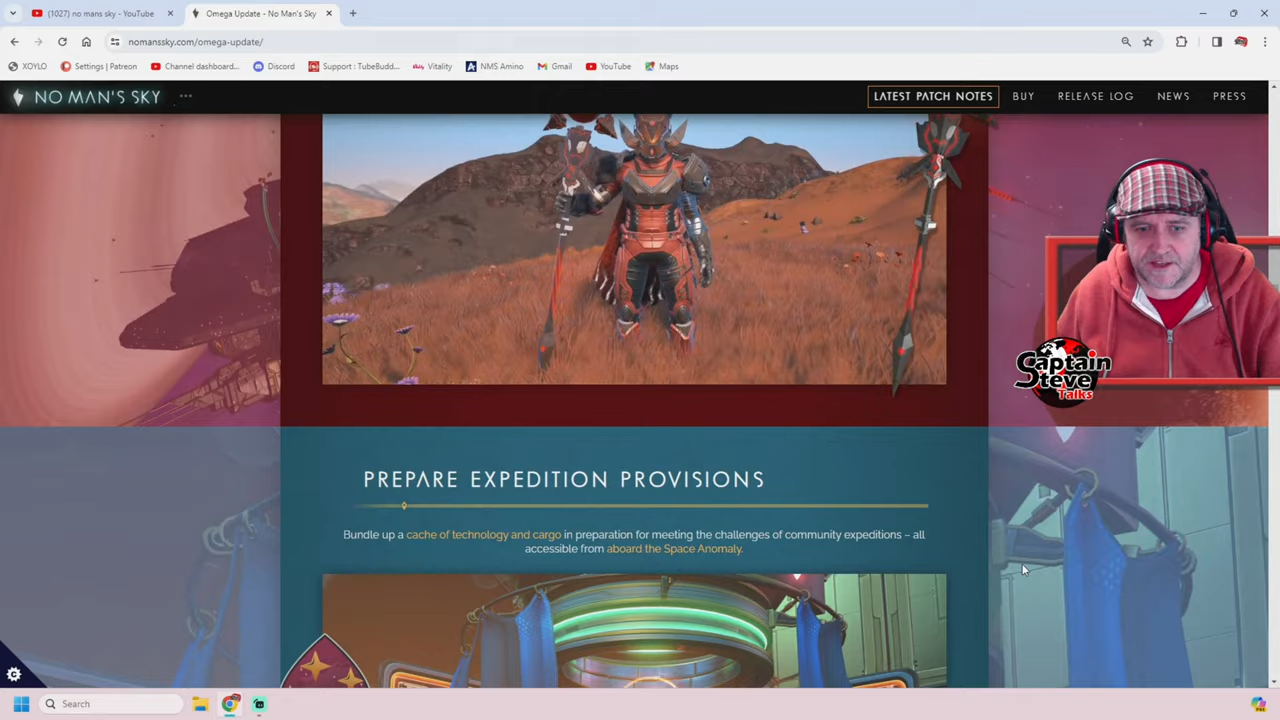 (1027) no mans sky - YouTube
Omega Update - No Man's Sky
nomanssky.com/omega-update/
XOYLO
Settings | Patreon
Channel dashboard...
Discord
Support : TubeBudd...
Vitality
NMS Amino
Gmail
YouTube
Maps
NO MAN'S SKY
LATEST PATCH NOTES
BUY
RELEASE LOG
NEWS
PRESS
Captain
Steve
Talks
PREPARE EXPEDITION PROVISIONS
Bundle up a cache of technology and cargo in preparation for meeting the challenges of community expeditions – all
accessible from aboard the Space Anomaly.
Search